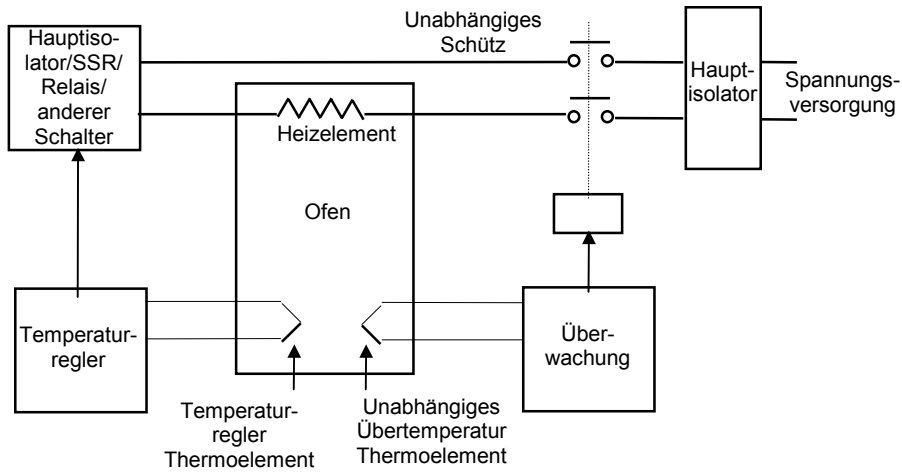 Unabhängiges
Schütz
Hauptiso-
lator/SSR/
Relais/
anderer
Schalter
Haupt-
isolator
Spannungs-
versorgung
Heizelement
Ofen
Temperatur-
regler
Über-
wachung
Temperatur-
regler
Thermoelement
Unabhängiges
Übertemperatur
Thermoelement